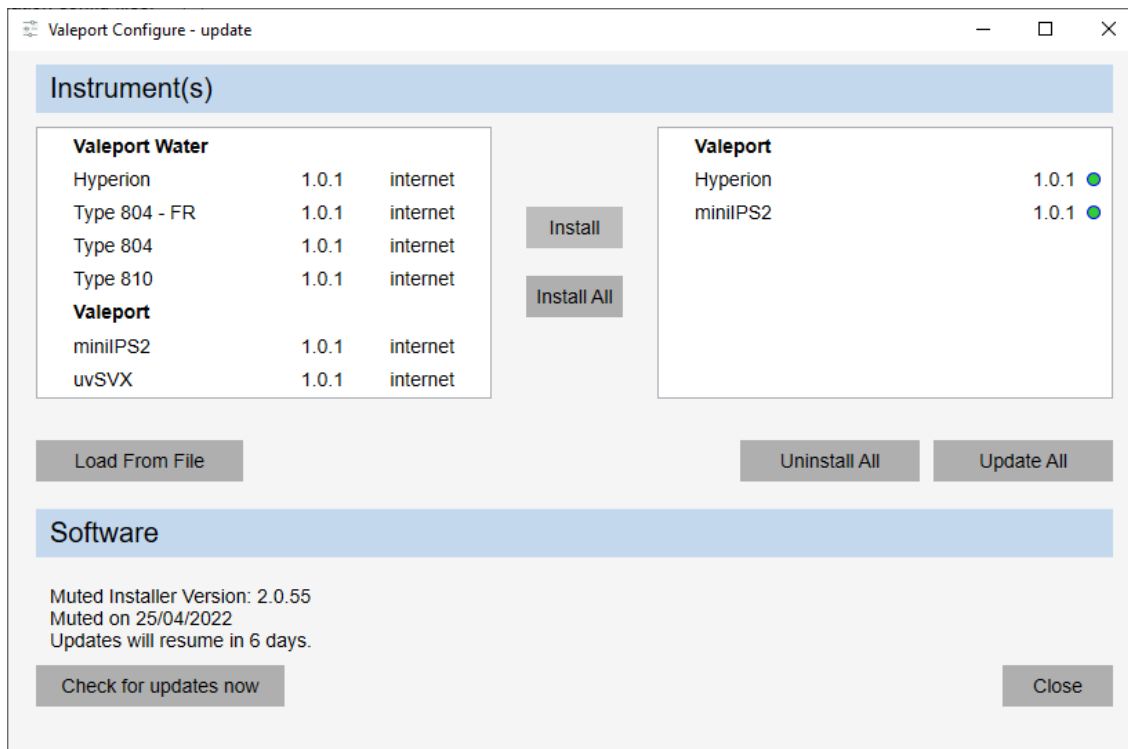 Valeport Configure - update
Instrument(s)
Valeport Water
Hyperion 1.0.1 internet
Type 804 - FR 1.0.1 internet
Type 804 1.0.1 internet
Type 810 1.0.1 internet
Valeport
miniIPS2 1.0.1 internet
uvSVX 1.0.1 internet
Install
Install All
Valeport
Hyperion 1.0.1
miniIPS2 1.0.1
Load From File
Uninstall All
Update All
Software
Muted Installer Version: 2.0.55
Muted on 25/04/2022
Updates will resume in 6 days.
Check for updates now
Close